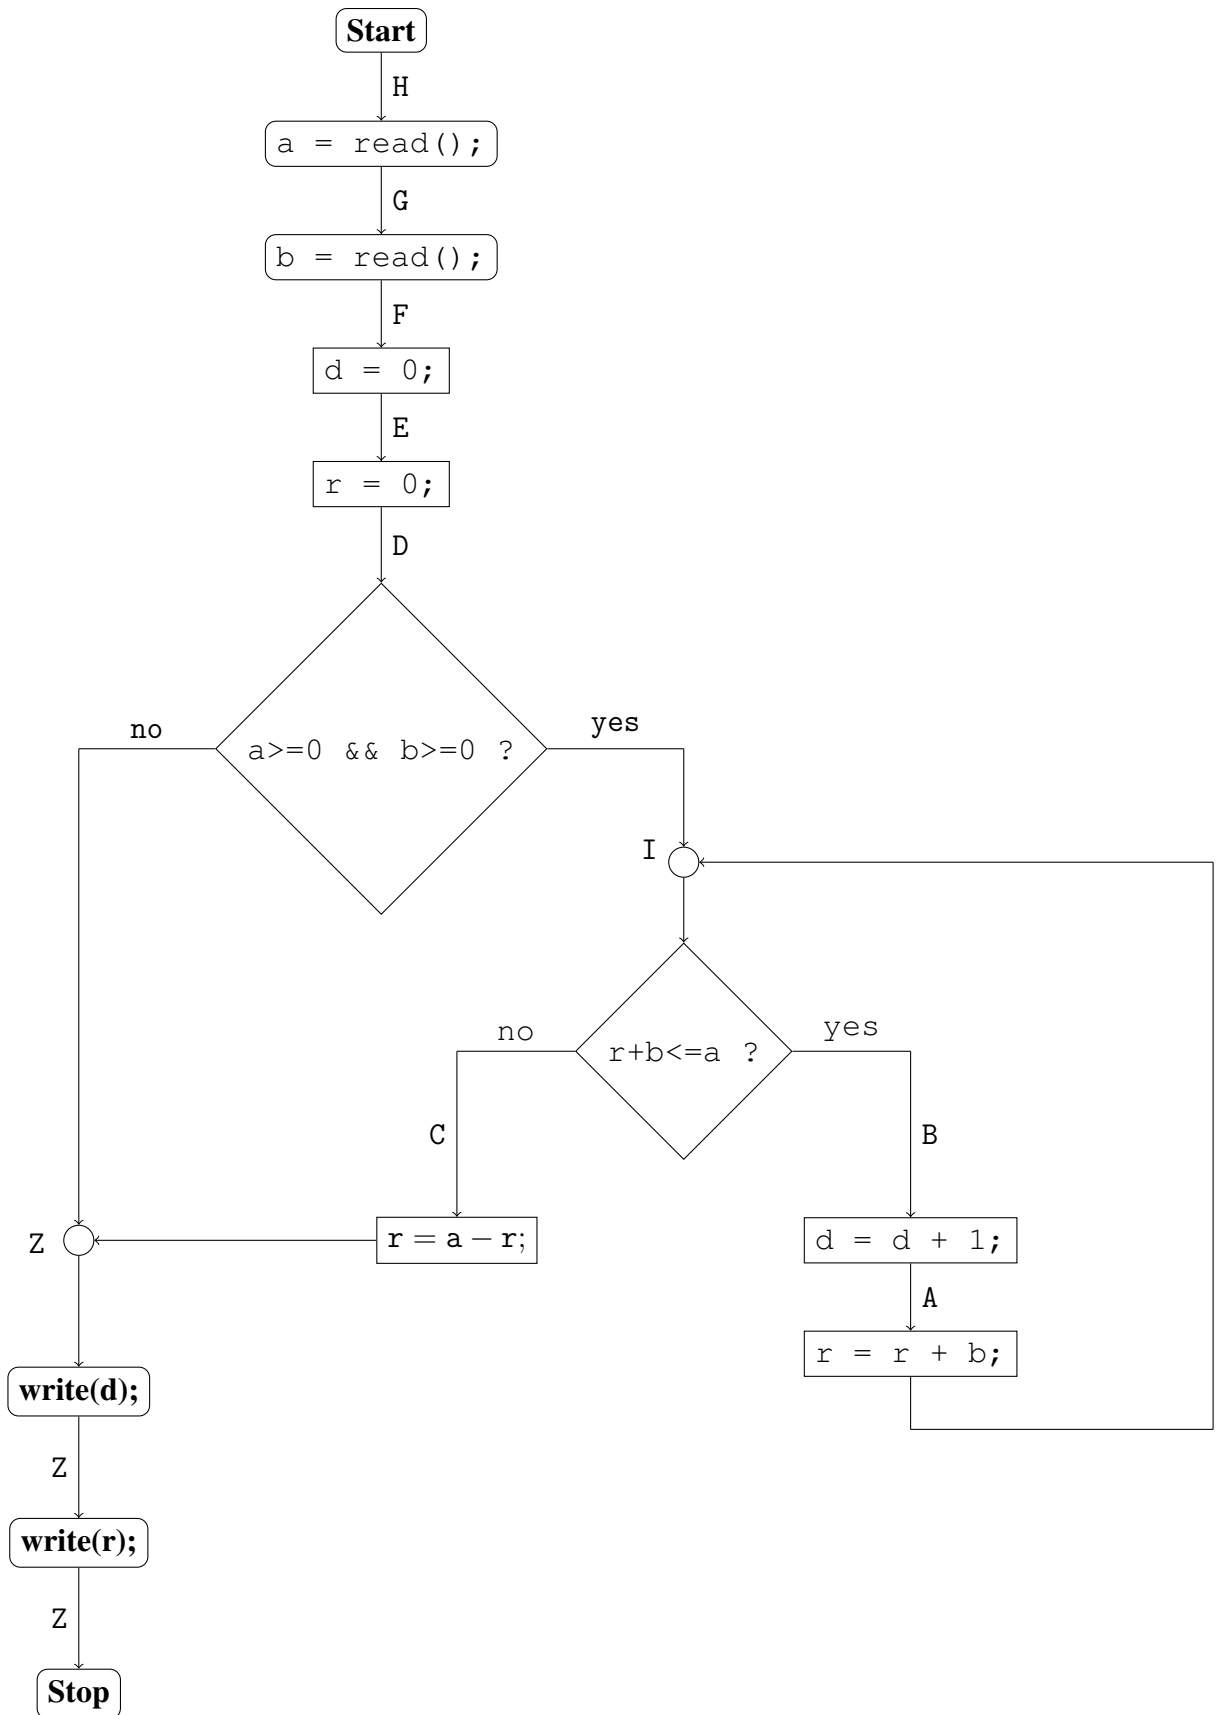 Start
H
a = read();
G
b = read();
F
d = 0;
E
r = 0;
D
no
yes
a>=0 && b>=0 ?
I
no
yes
r+b<=a ?
C
B
Z
r = a − r;
d = d + 1;
A
r = r + b;
write(d);
Z
write(r);
Z
Stop